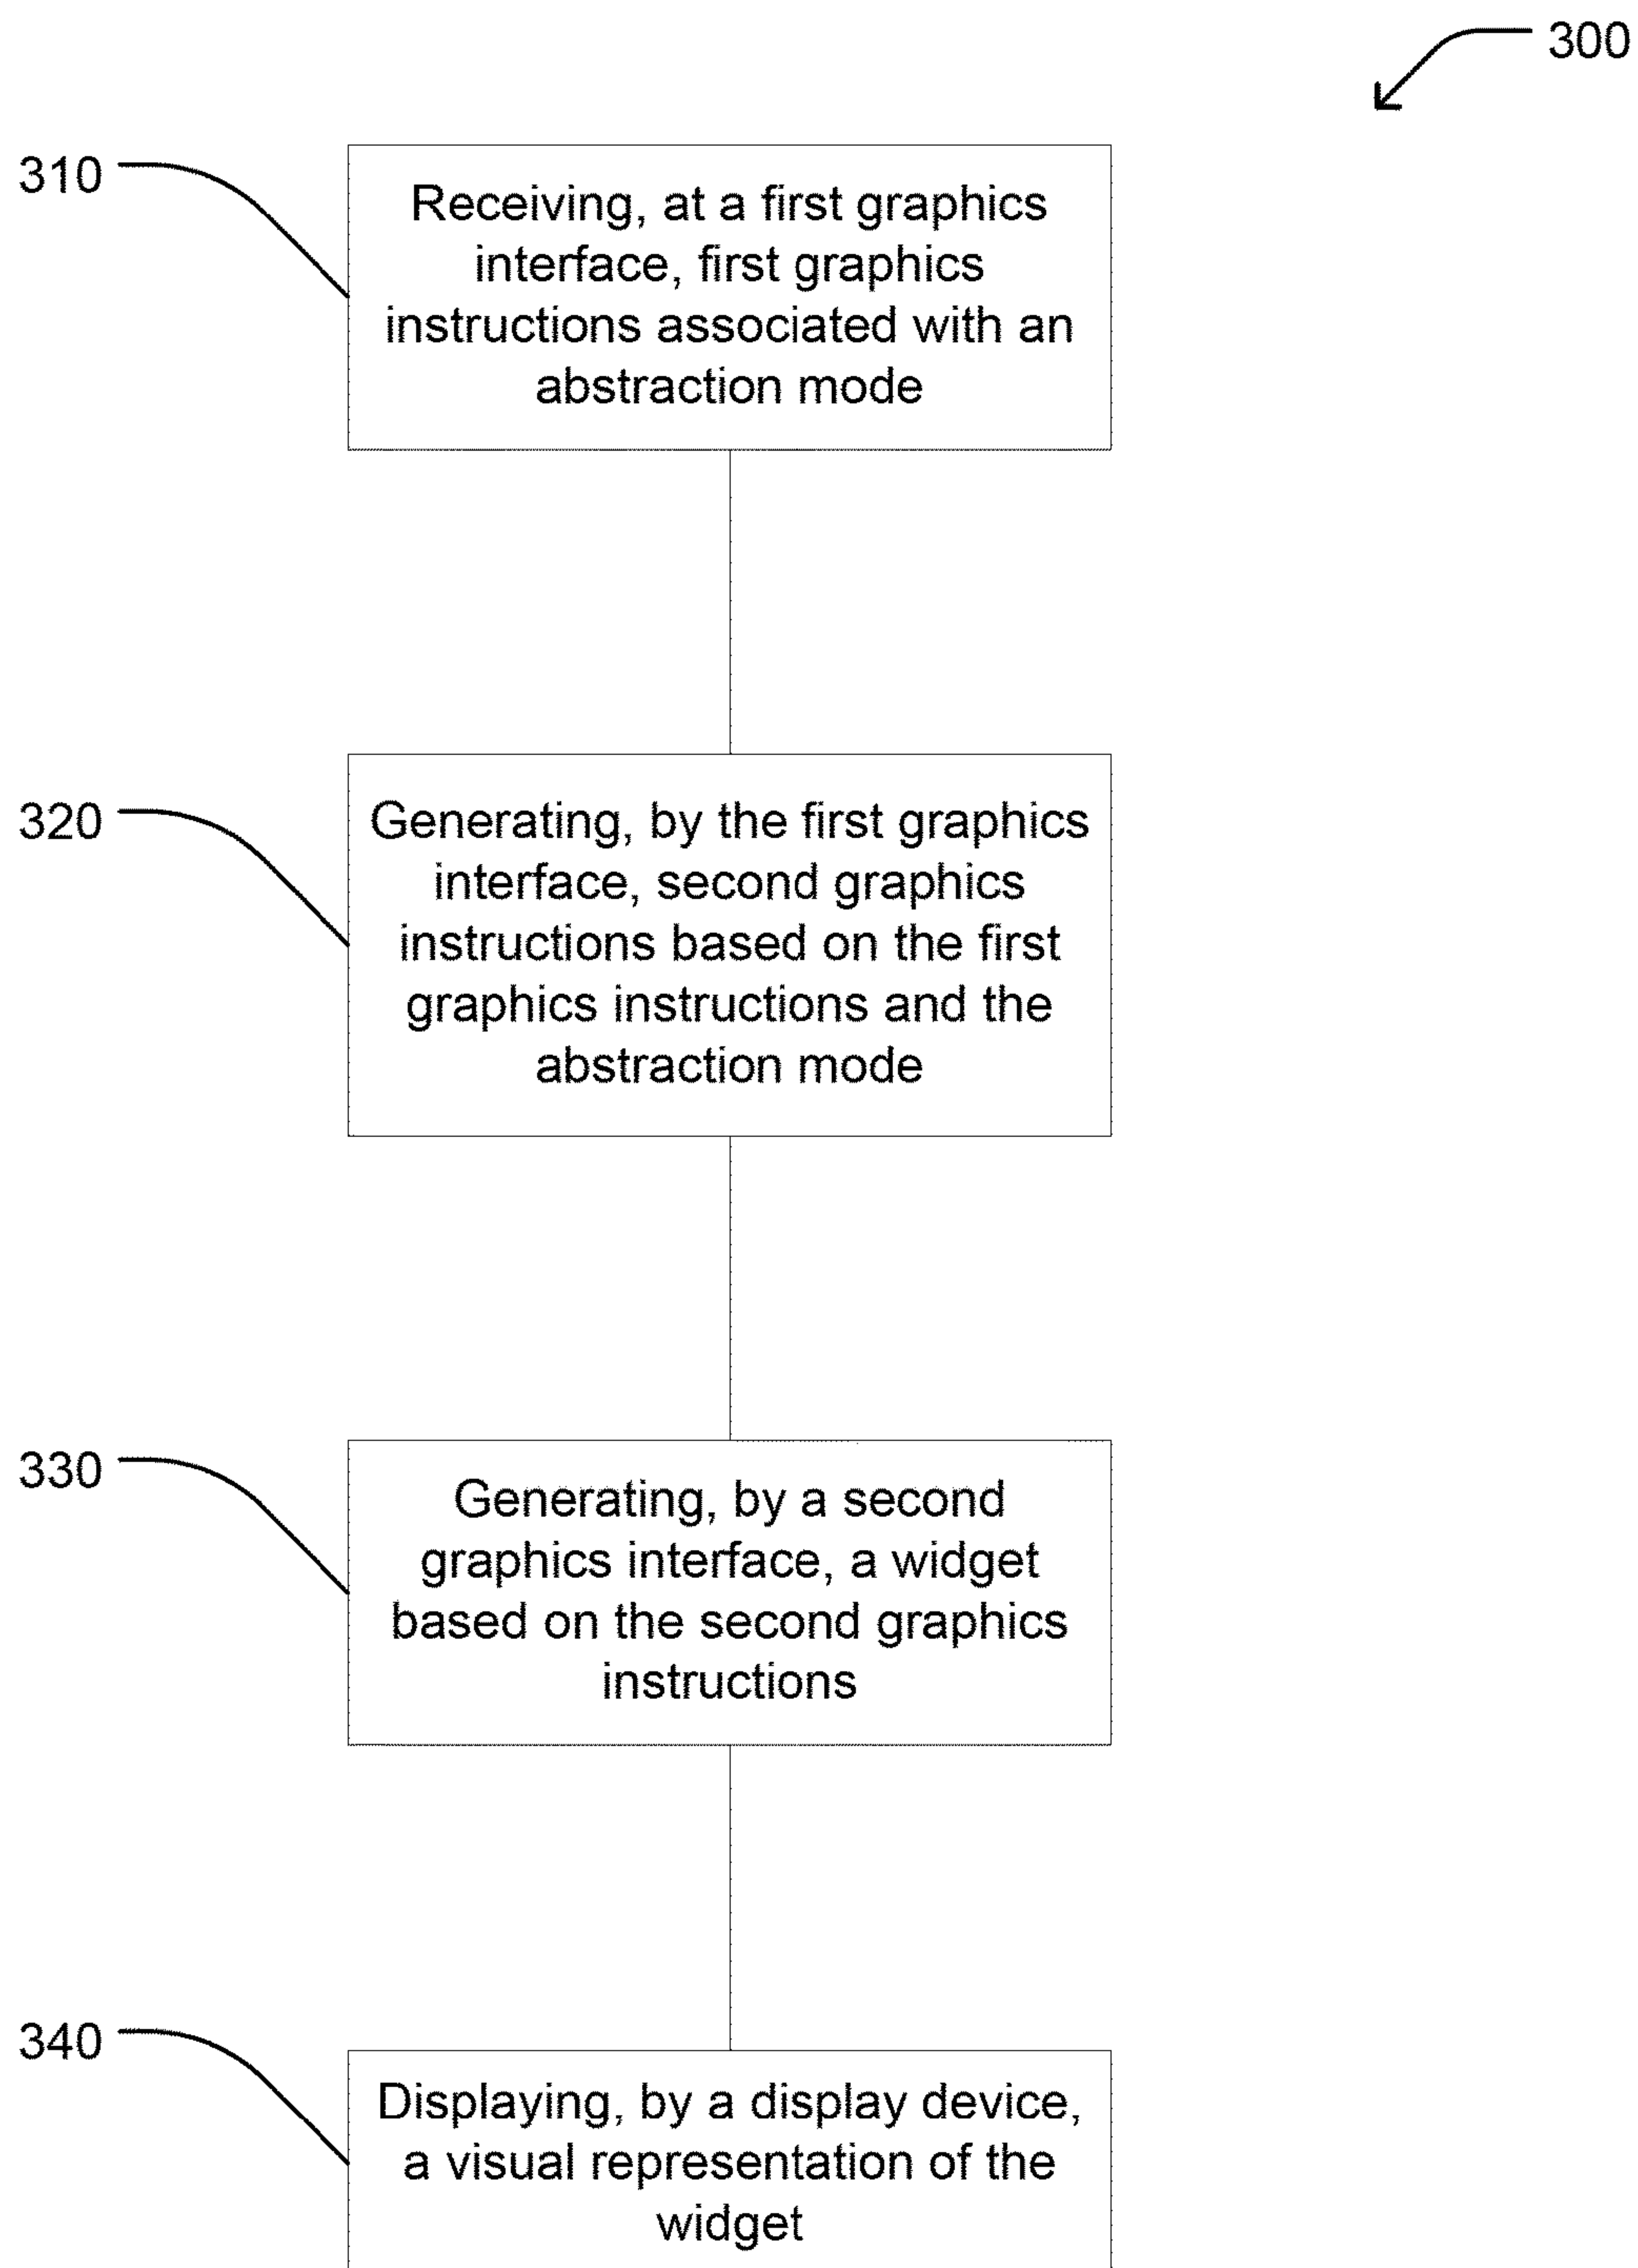 300
310
Receiving, at a first graphics
interface, first graphics
instructions associated with an
abstraction mode
320
Generating, by the first graphics
interface, second graphics
instructions based on the first
graphics instructions and the
abstraction mode
330
Generating, by a second
graphics interface, a widget
based on the second graphics
instructions
340
Displaying, by a display device,
a visual representation of the
widget